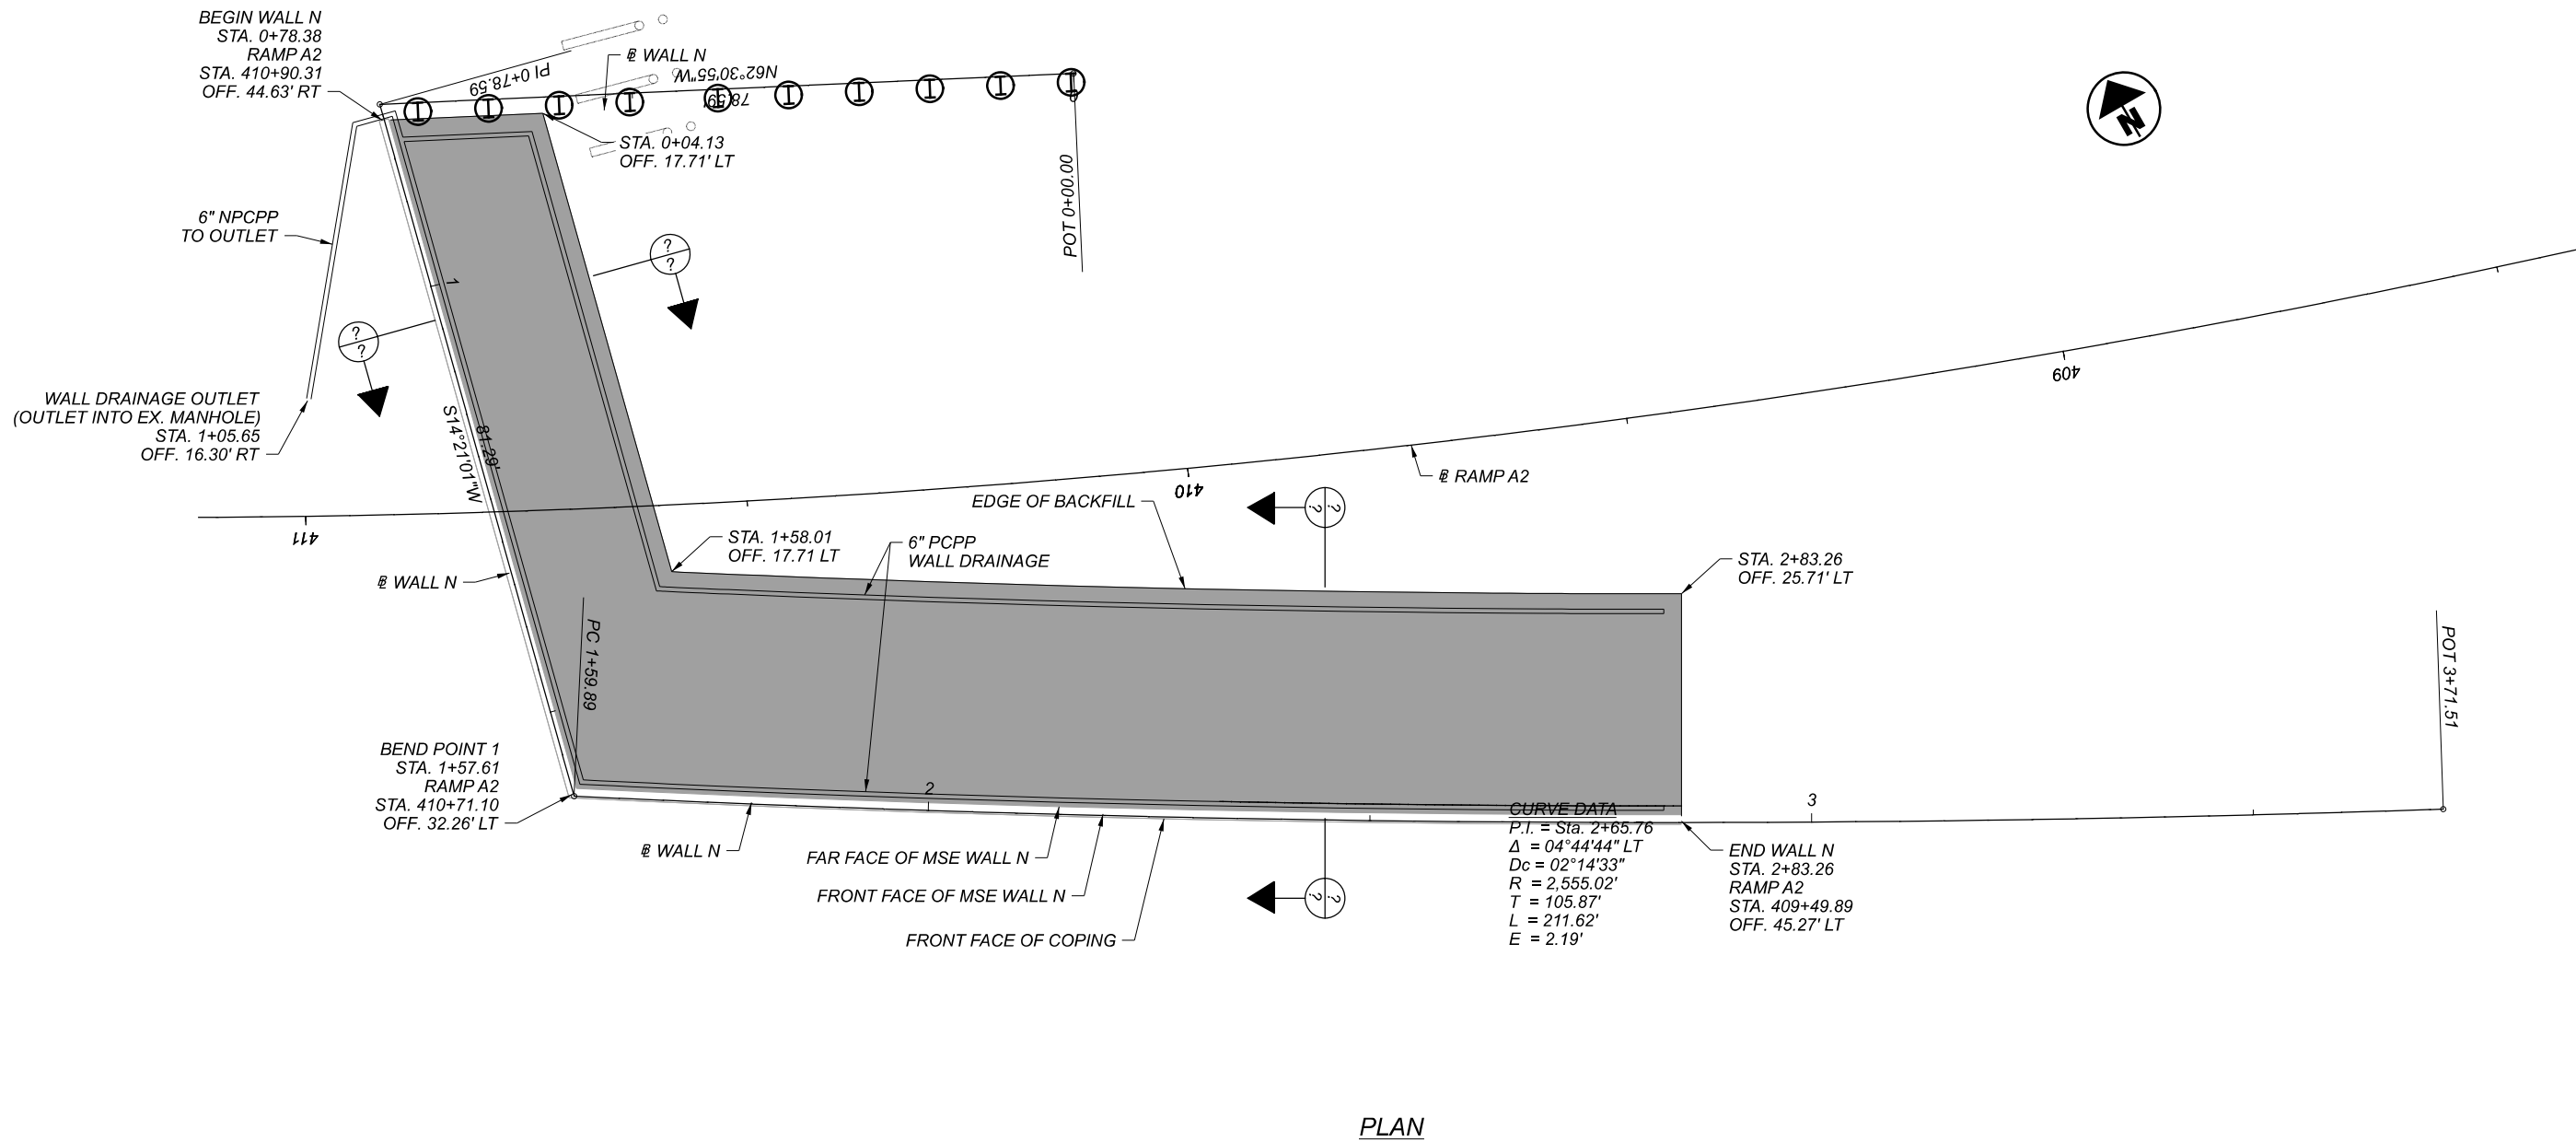 BEGIN WALL N
STA. 0+78.38
RAMP A2
STA. 410+90.31
OFF. 44.63' RT
PI 0+78.59
℄ WALL N
N62°30'55"W
78.59'
STA. 0+04.13
OFF. 17.71' LT
POT 0+00.00
N
6" NPCPP
TO OUTLET
1
?
?
?
?
WALL DRAINAGE OUTLET
(OUTLET INTO EX. MANHOLE)
STA. 1+05.65
OFF. 16.30' RT
S14°21'01"W
81.29'
409
410
411
℄ RAMP A2
EDGE OF BACKFILL
?
?
STA. 1+58.01
OFF. 17.71 LT
6" PCPP
WALL DRAINAGE
STA. 2+83.26
OFF. 25.71' LT
℄ WALL N
PC 1+59.89
POT 3+71.51
BEND POINT 1
STA. 1+57.61
RAMP A2
STA. 410+71.10
OFF. 32.26' LT
2
3
℄ WALL N
FAR FACE OF MSE WALL N
FRONT FACE OF MSE WALL N
FRONT FACE OF COPING
?
?
CURVE DATA
P.I. = Sta. 2+65.76
Δ = 04°44'44" LT
Dc = 02°14'33"
R = 2,555.02'
T = 105.87'
L = 211.62'
E = 2.19'
END WALL N
STA. 2+83.26
RAMP A2
STA. 409+49.89
OFF. 45.27' LT
PLAN